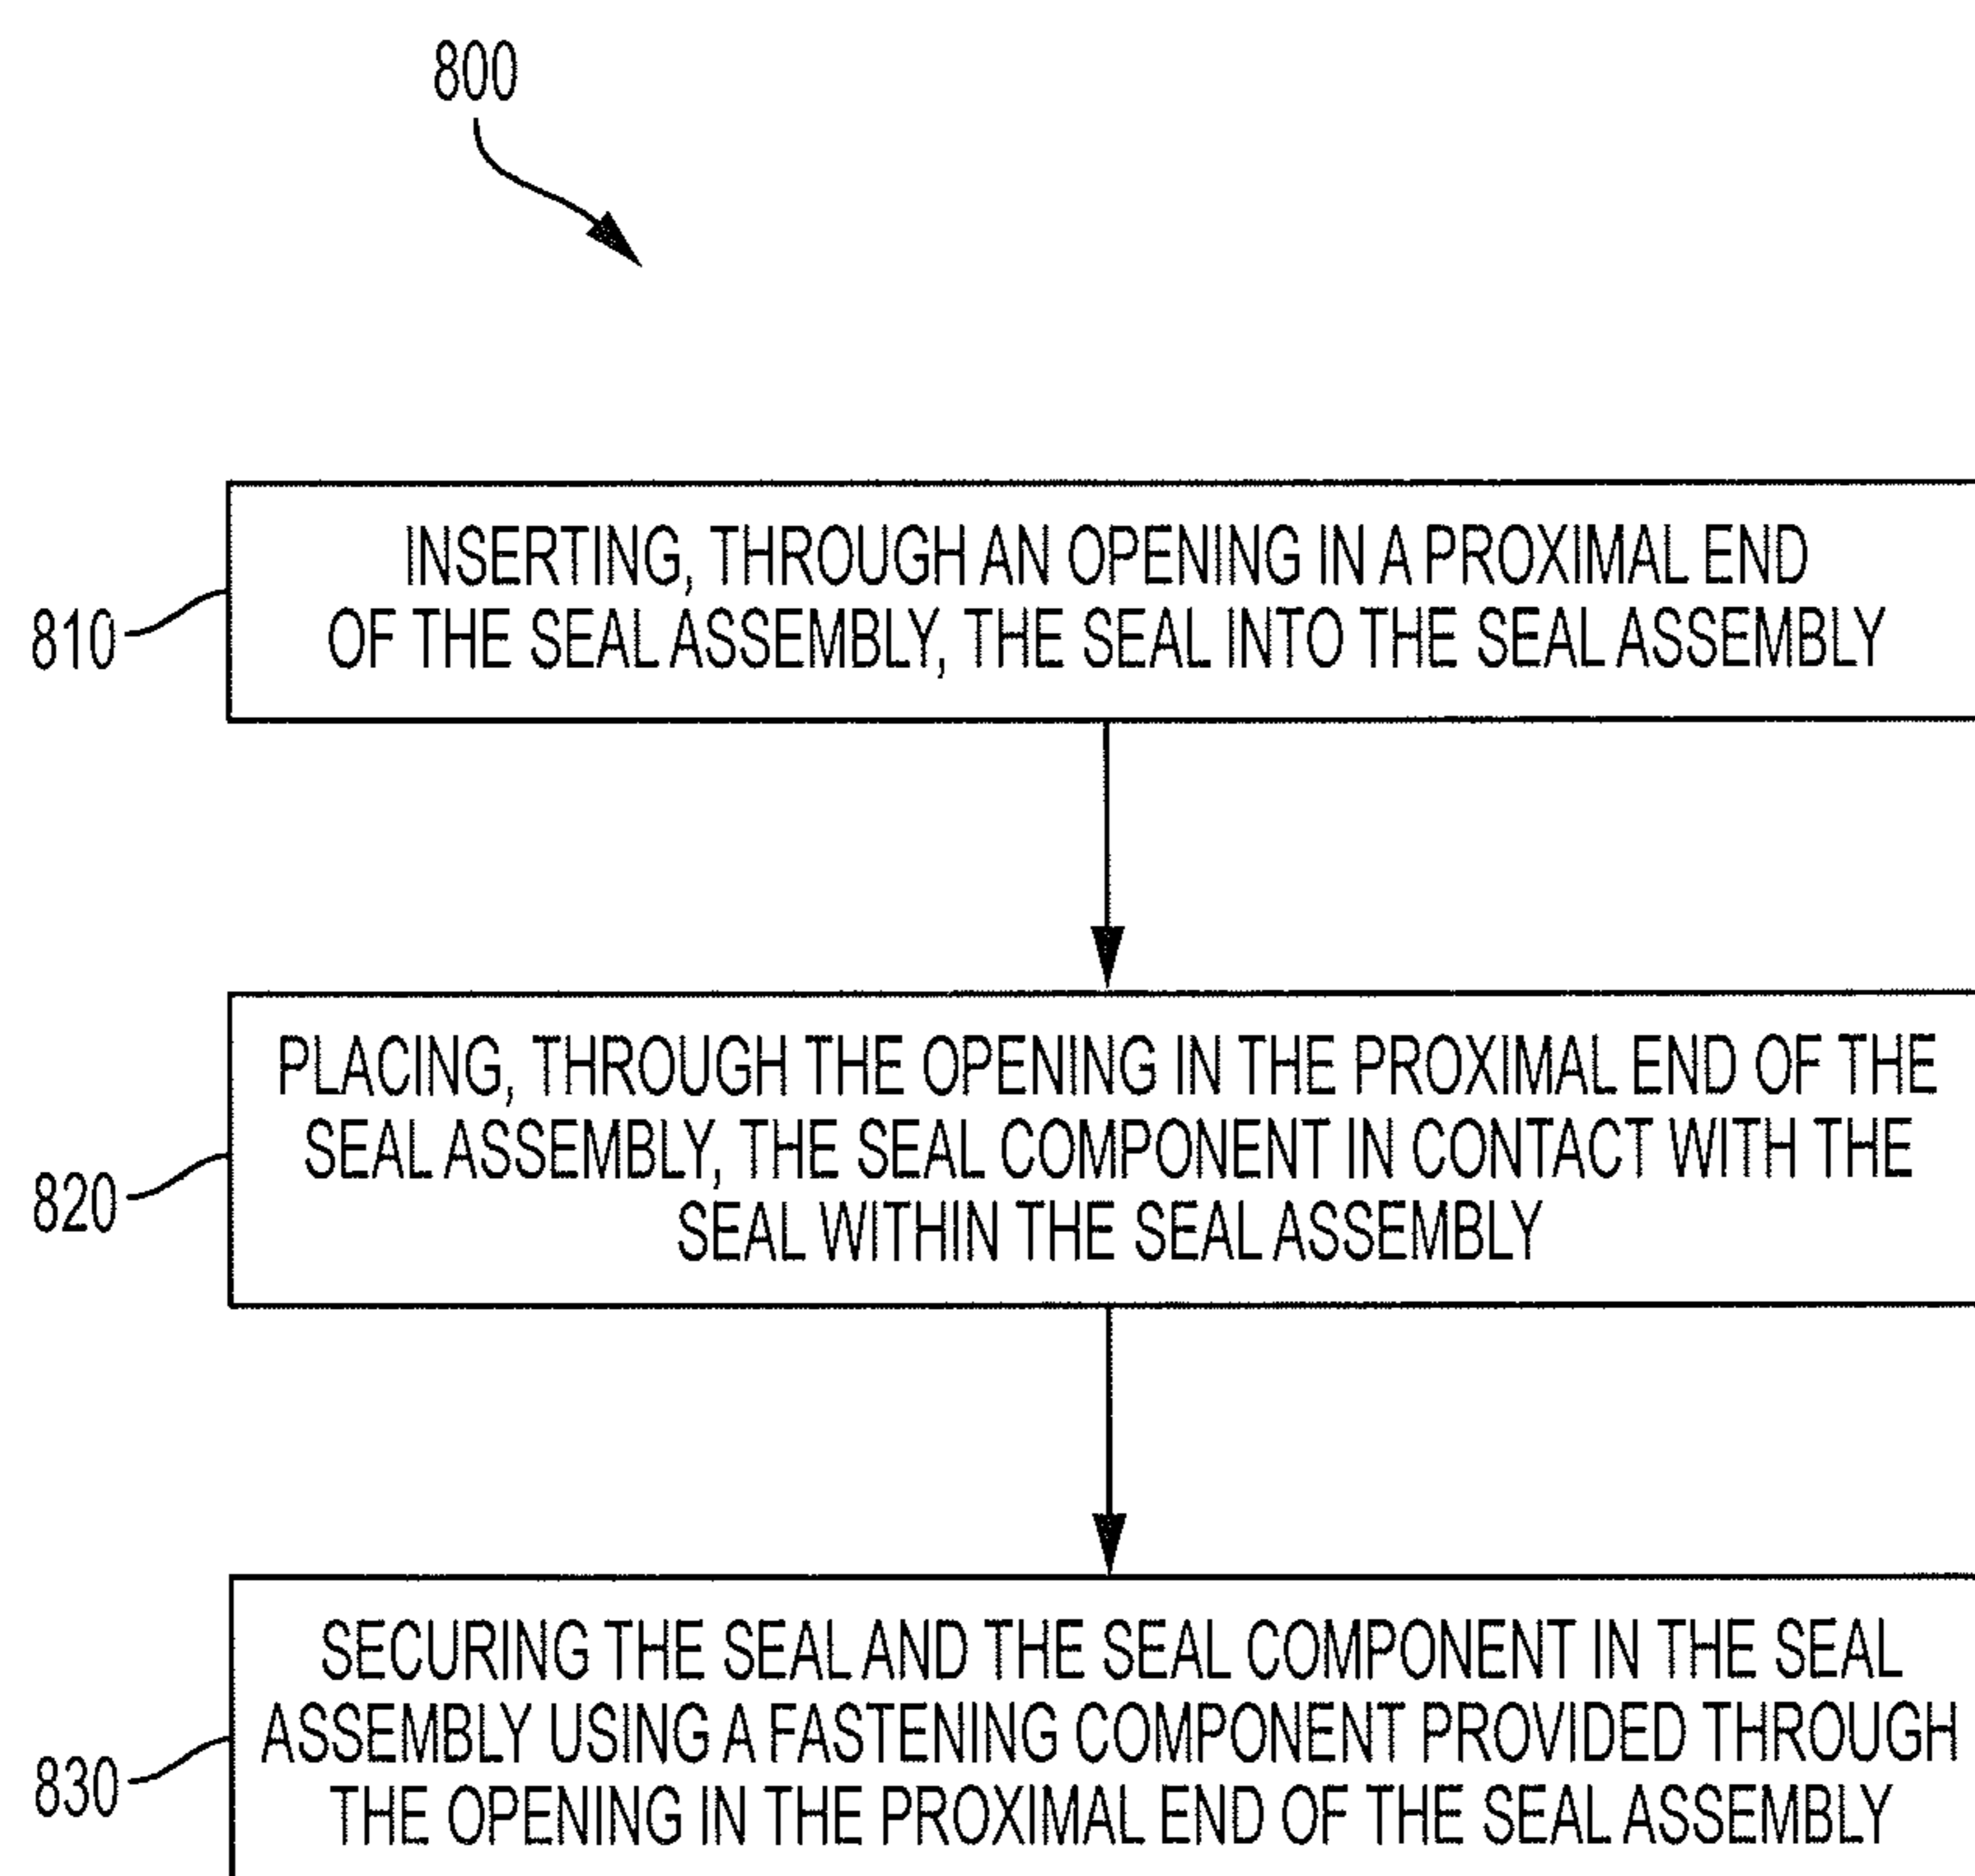 800
810
INSERTING, THROUGH AN OPENING IN A PROXIMAL END
OF THE SEAL ASSEMBLY, THE SEAL INTO THE SEAL ASSEMBLY
820
PLACING, THROUGH THE OPENING IN THE PROXIMAL END OF THE
SEAL ASSEMBLY, THE SEAL COMPONENT IN CONTACT WITH THE
SEAL WITHIN THE SEAL ASSEMBLY
830
SECURING THE SEAL AND THE SEAL COMPONENT IN THE SEAL
ASSEMBLY USING A FASTENING COMPONENT PROVIDED THROUGH
THE OPENING IN THE PROXIMAL END OF THE SEAL ASSEMBLY